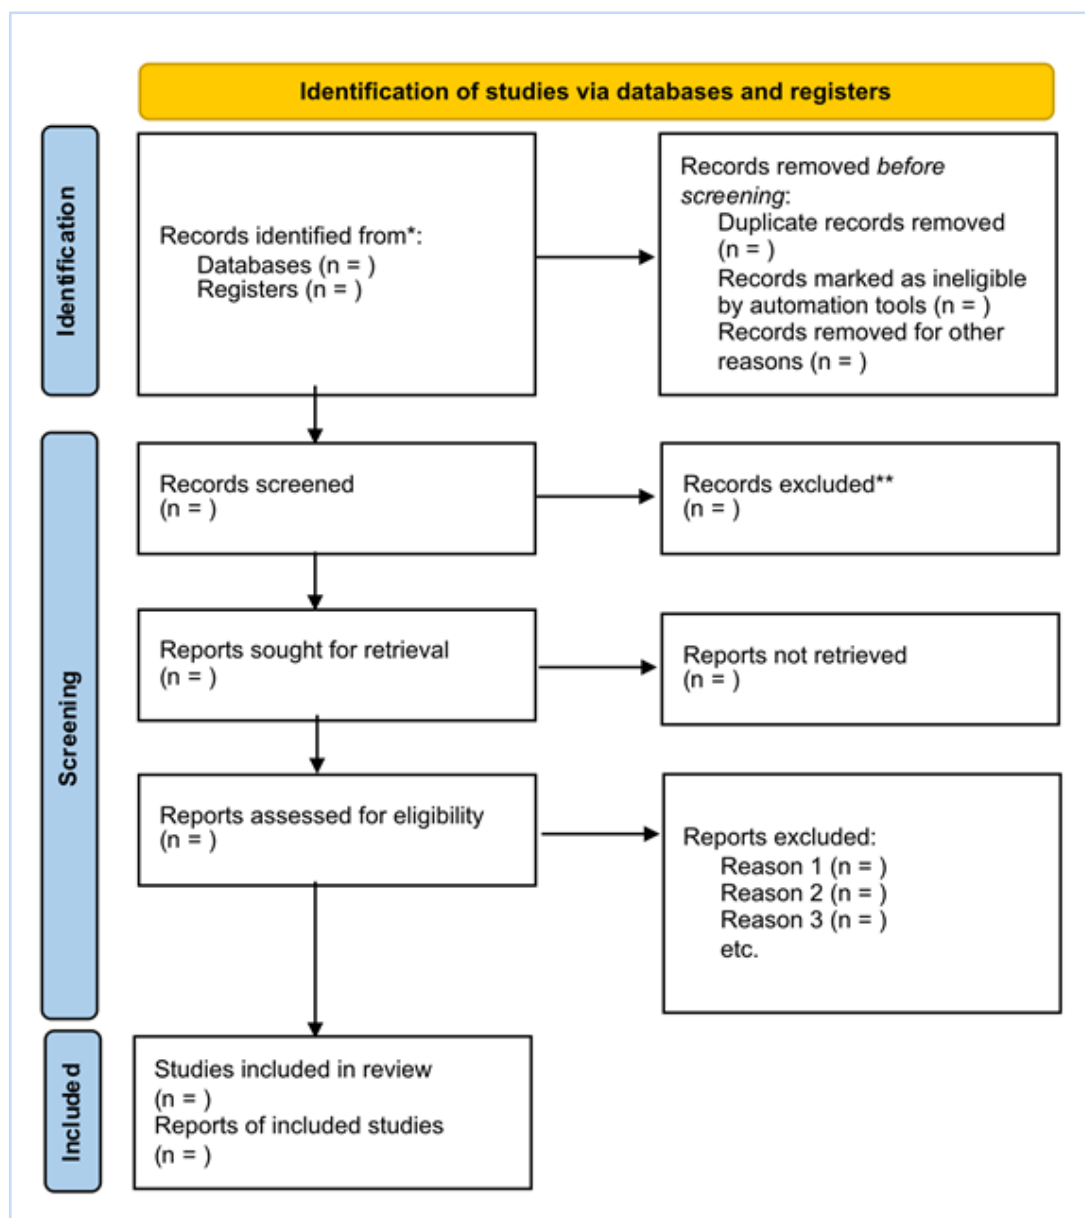 Identification of studies via databases and registers
Identification
Records identified from*:
Databases (n = )
Registers (n = )
Records removed before
screening:
Duplicate records removed
(n = )
Records marked as ineligible
by automation tools (n = )
Records removed for other
reasons (n = )
Screening
Records screened
(n = )
Records excluded**
(n = )
Reports sought for retrieval
(n = )
Reports not retrieved
(n = )
Reports assessed for eligibility
(n = )
Reports excluded:
Reason 1 (n = )
Reason 2 (n = )
Reason 3 (n = )
etc.
Included
Studies included in review
(n = )
Reports of included studies
(n = )